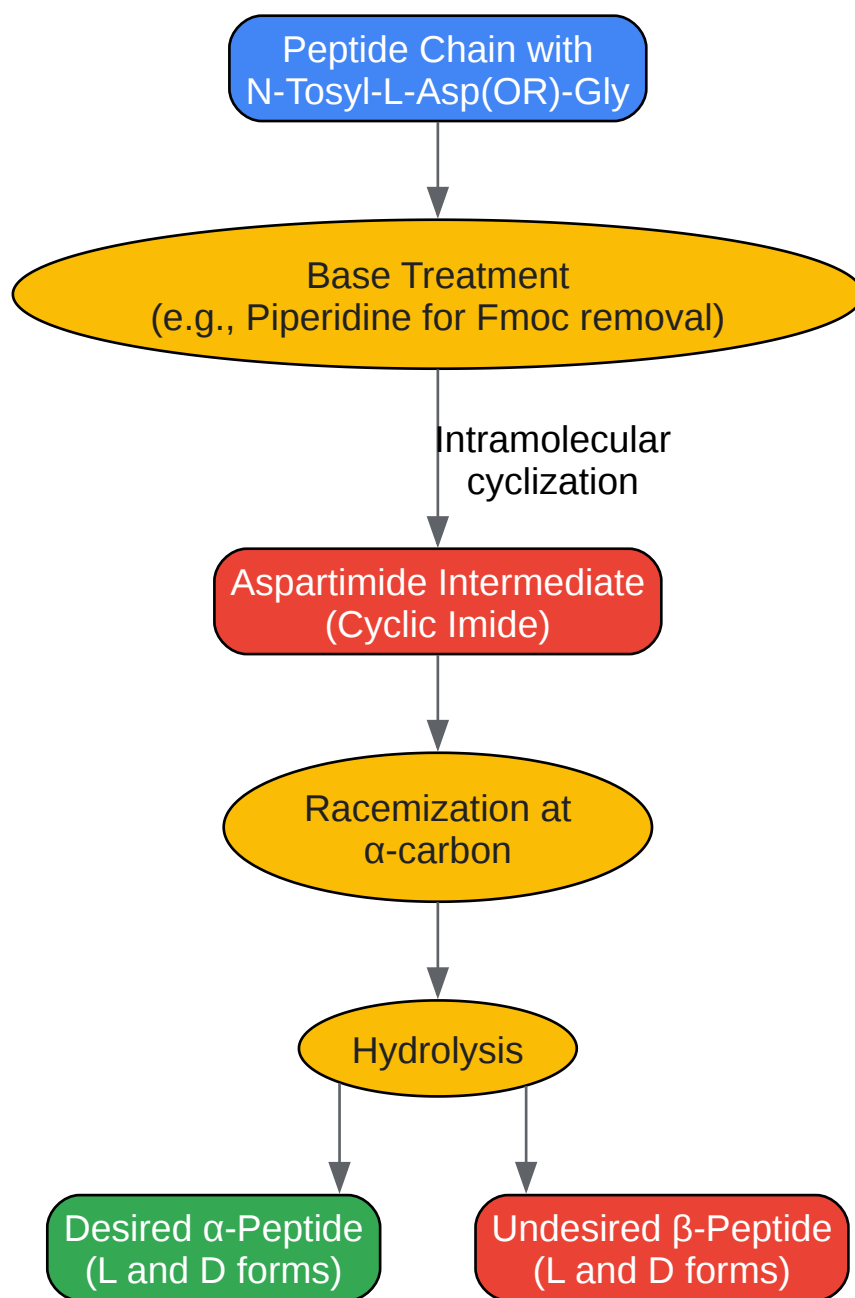 Peptide Chain with
N-Tosyl-L-Asp(OR)-Gly
Base Treatment
(e.g., Piperidine for Fmoc removal)
Intramolecular
cyclization
Aspartimide Intermediate
(Cyclic Imide)
Racemization at
α-carbon
Hydrolysis
Desired α-Peptide
(L and D forms)
Undesired β-Peptide
(L and D forms)